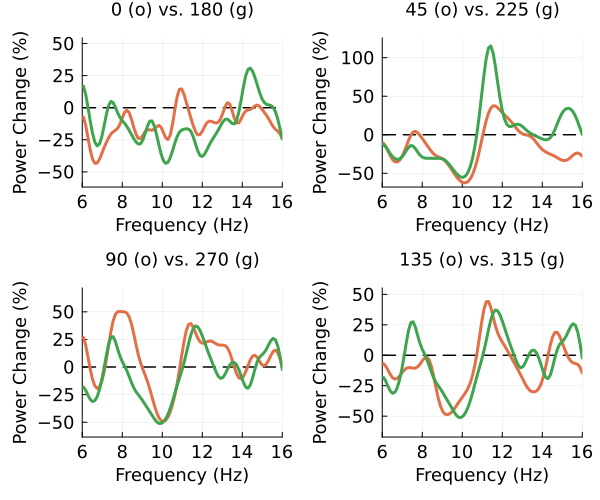 0 (o) vs. 180 (g)
45 (o) vs. 225 (g)
Power Change (%)
50
25
0
−25
−50
6 8 10 12 14 16
Frequency (Hz)
Power Change (%)
100
50
0
−50
6 8 10 12 14 16
Frequency (Hz)
90 (o) vs. 270 (g)
135 (o) vs. 315 (g)
Power Change (%)
50
25
0
−25
−50
6 8 10 12 14 16
Frequency (Hz)
Power Change (%)
50
25
0
−25
−50
6 8 10 12 14 16
Frequency (Hz)